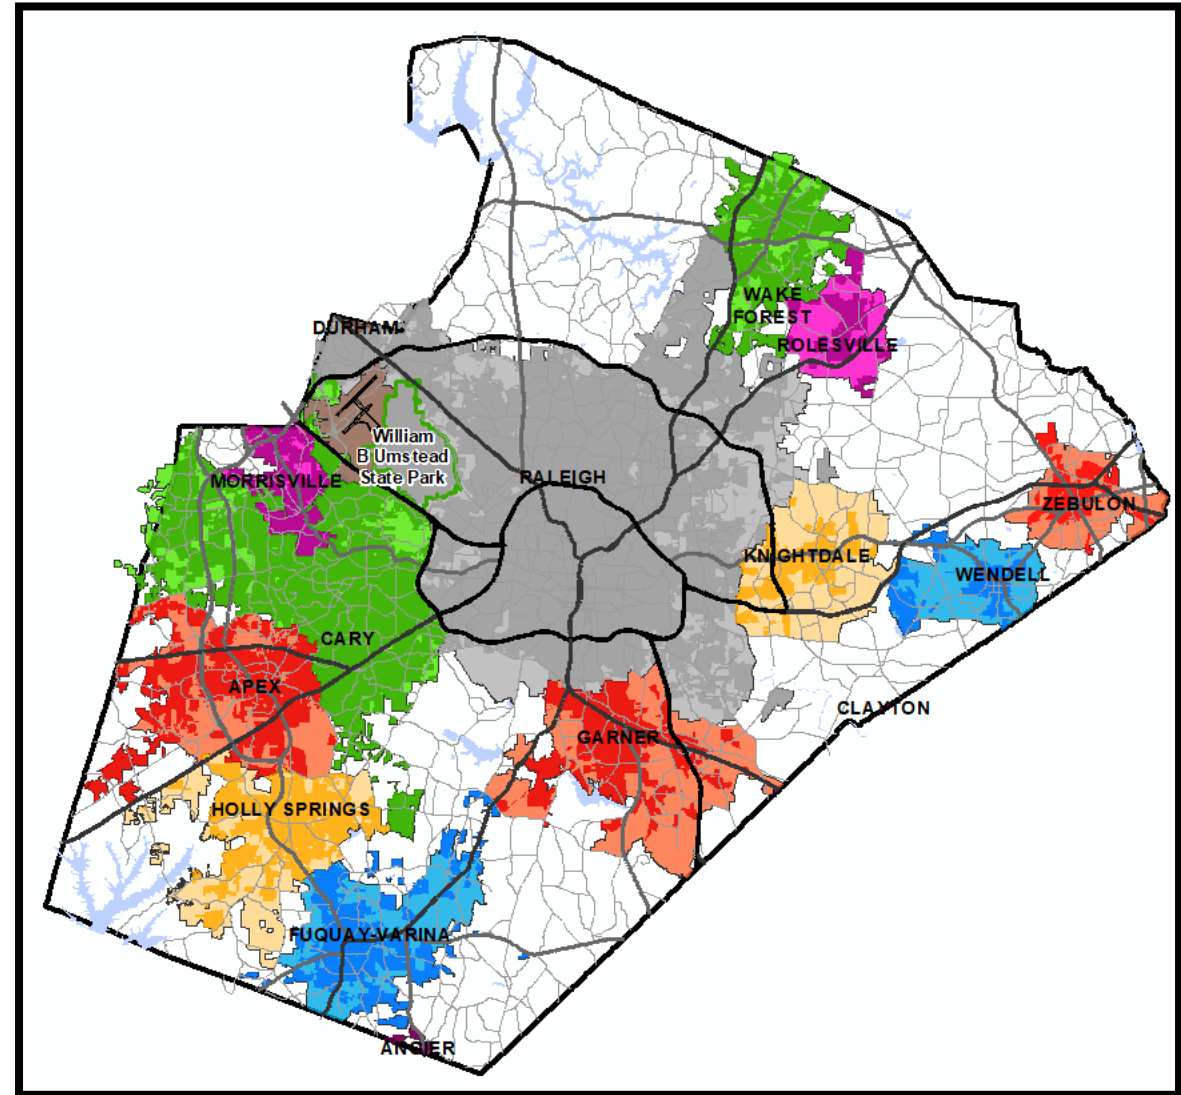 WAKE
FOREST
DURHAM
ROLESVILLE
William
B Umstead
State Park
MORRISVILLE
RALEIGH
ZEBULON
KNIGHTDALE
WENDELL
CARY
APEX
CLAYTON
GARNER
HOLLY SPRINGS
FUQUAY-VARINA
ANGIER